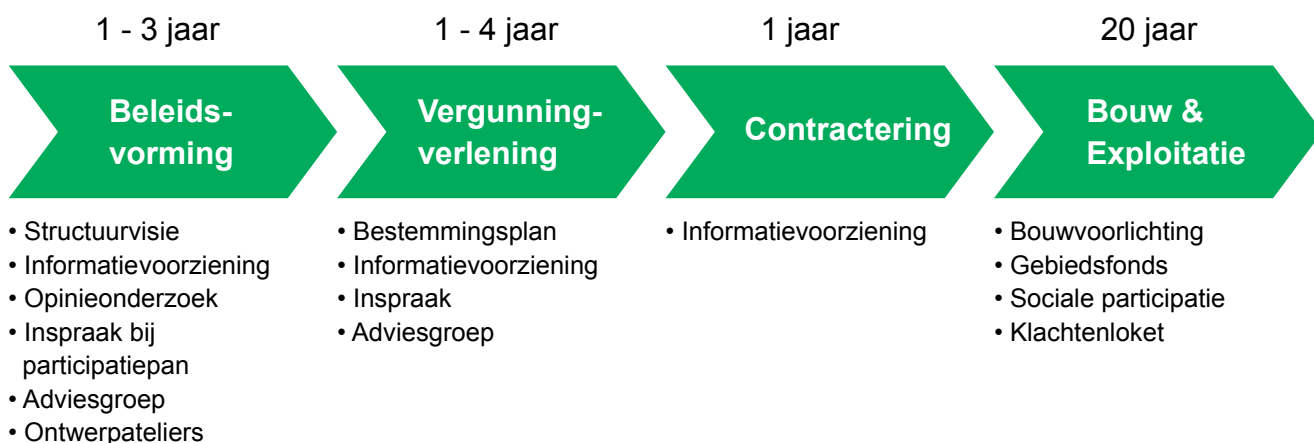 1 - 3 jaar
Beleids-
vorming
• Structuurvisie
• Informatievoorziening
• Opinieonderzoek
• Inspraak bij
participatiepan
• Adviesgroep
• Ontwerpateliers
1 - 4 jaar
Vergunning-
verlening
• Bestemmingsplan
• Informatievoorziening
• Inspraak
• Adviesgroep
1 jaar
Contractering
• Informatievoorziening
20 jaar
Bouw &
Exploitatie
• Bouwvoorlichting
• Gebiedsfonds
• Sociale participatie
• Klachtenloket